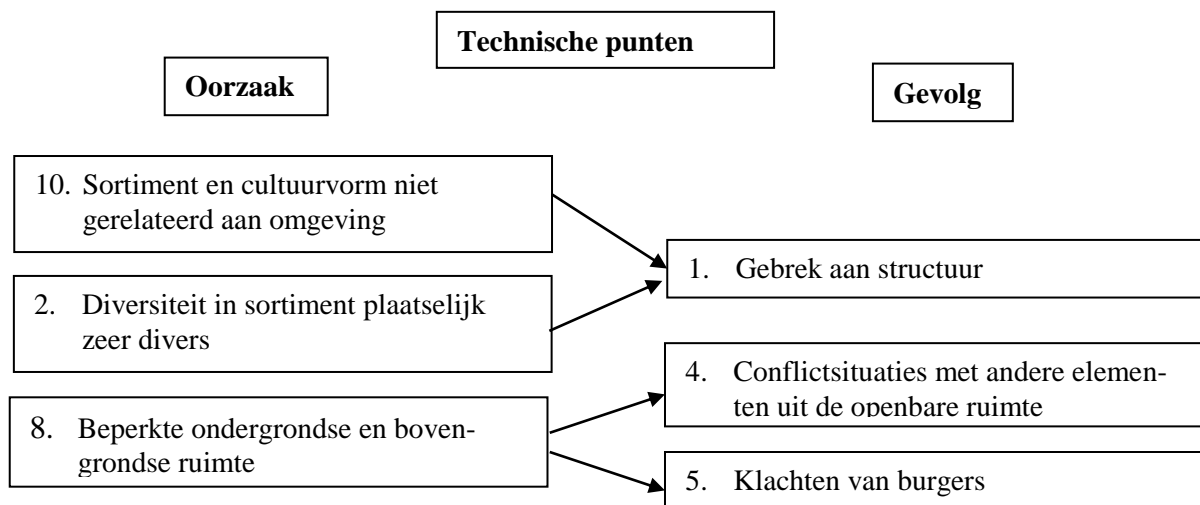 Technische punten
Oorzaak
Gevolg
10. Sortiment en cultuurvorm niet
gerelateerd aan omgeving
1. Gebrek aan structuur
2. Diversiteit in sortiment plaatselijk
zeer divers
4. Conflictsituaties met andere elemen-
ten uit de openbare ruimte
8. Beperkte ondergrondse en boven-
grondse ruimte
5. Klachten van burgers